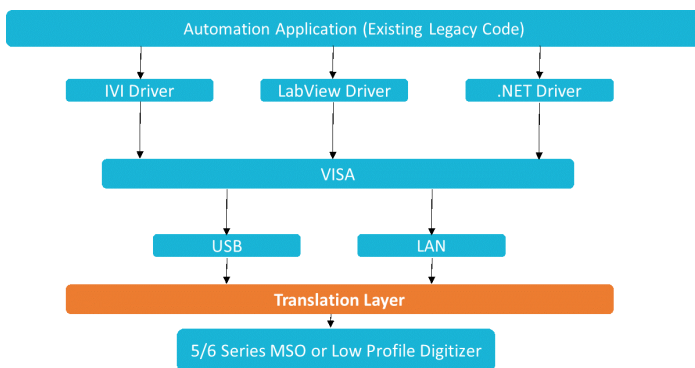 Automation Application (Existing Legacy Code)
IVI Driver
LabView Driver
.NET Driver
VISA
USB
LAN
Translation Layer
5/6 Series MSO or Low Profile Digitizer